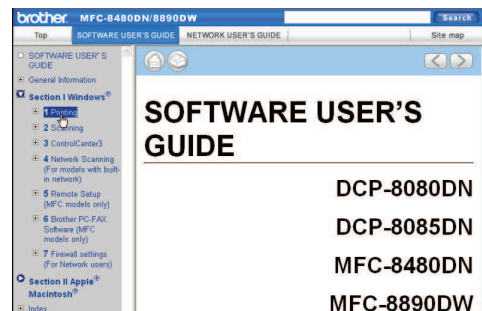 brother MFC-8480DN/8890DW Search
Top SOFTWARE USER'S GUIDE NETWORK USER'S GUIDE Site map
SOFTWARE USER' S
GUIDE
General Information
Section I Windows®
1 Printing
2 Scanning
3 ControlCenter3
4 Network Scanning
(For models with built-
in network)
5 Remote Setup
(MFC models only)
6 Brother PC-FAX
Software (MFC
models only)
7 Firewall settings
(For Network users)
Section II Apple®
Macintosh®
Index
SOFTWARE USER'S
GUIDE
DCP-8080DN
DCP-8085DN
MFC-8480DN
MFC-8890DW